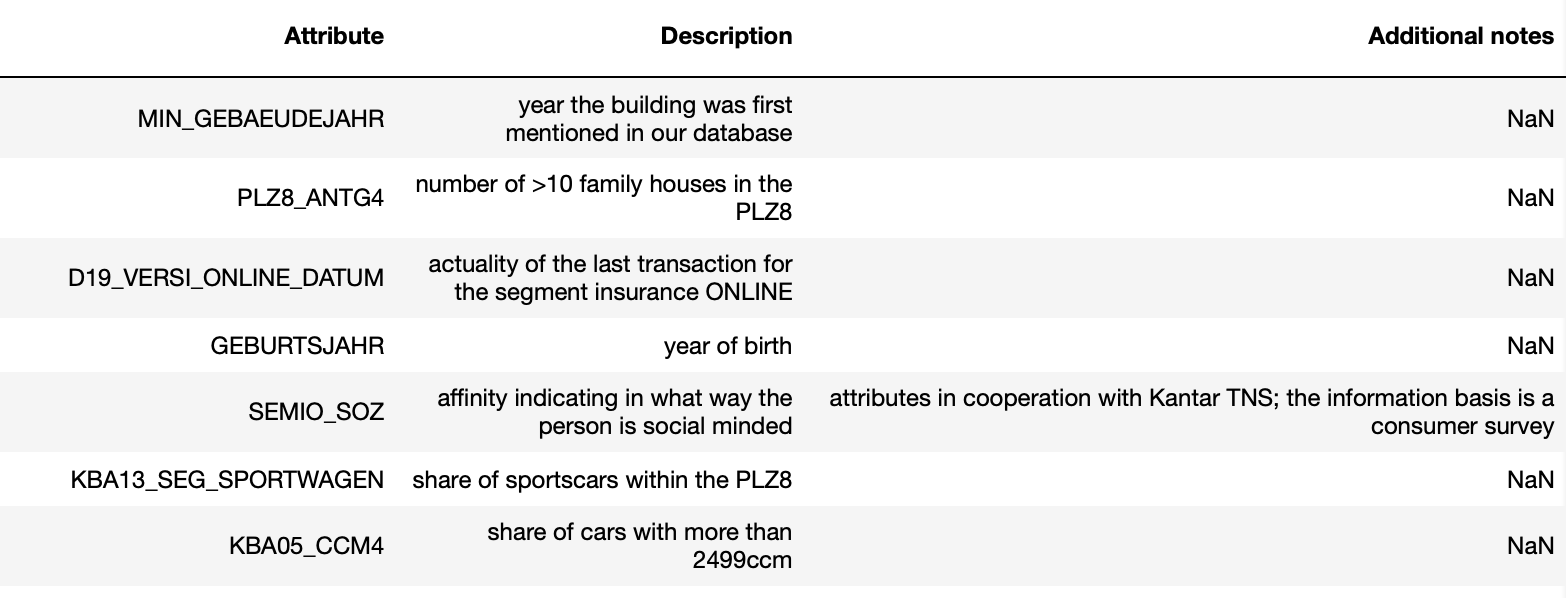 Attribute Description Additional notes
MIN_GEBAEUDEJAHR year the building was first
mentioned in our database NaN
PLZ8_ANTG4 number of >10 family houses in the
PLZ8 NaN
D19_VERSI_ONLINE_DATUM actuality of the last transaction for
the segment insurance ONLINE NaN
GEBURTSJAHR year of birth NaN
SEMIO_SOZ affinity indicating in what way the
person is social minded attributes in cooperation with Kantar TNS; the information basis is a
consumer survey
KBA13_SEG_SPORTWAGEN share of sportscars within the PLZ8 NaN
KBA05_CCM4 share of cars with more than
2499ccm NaN